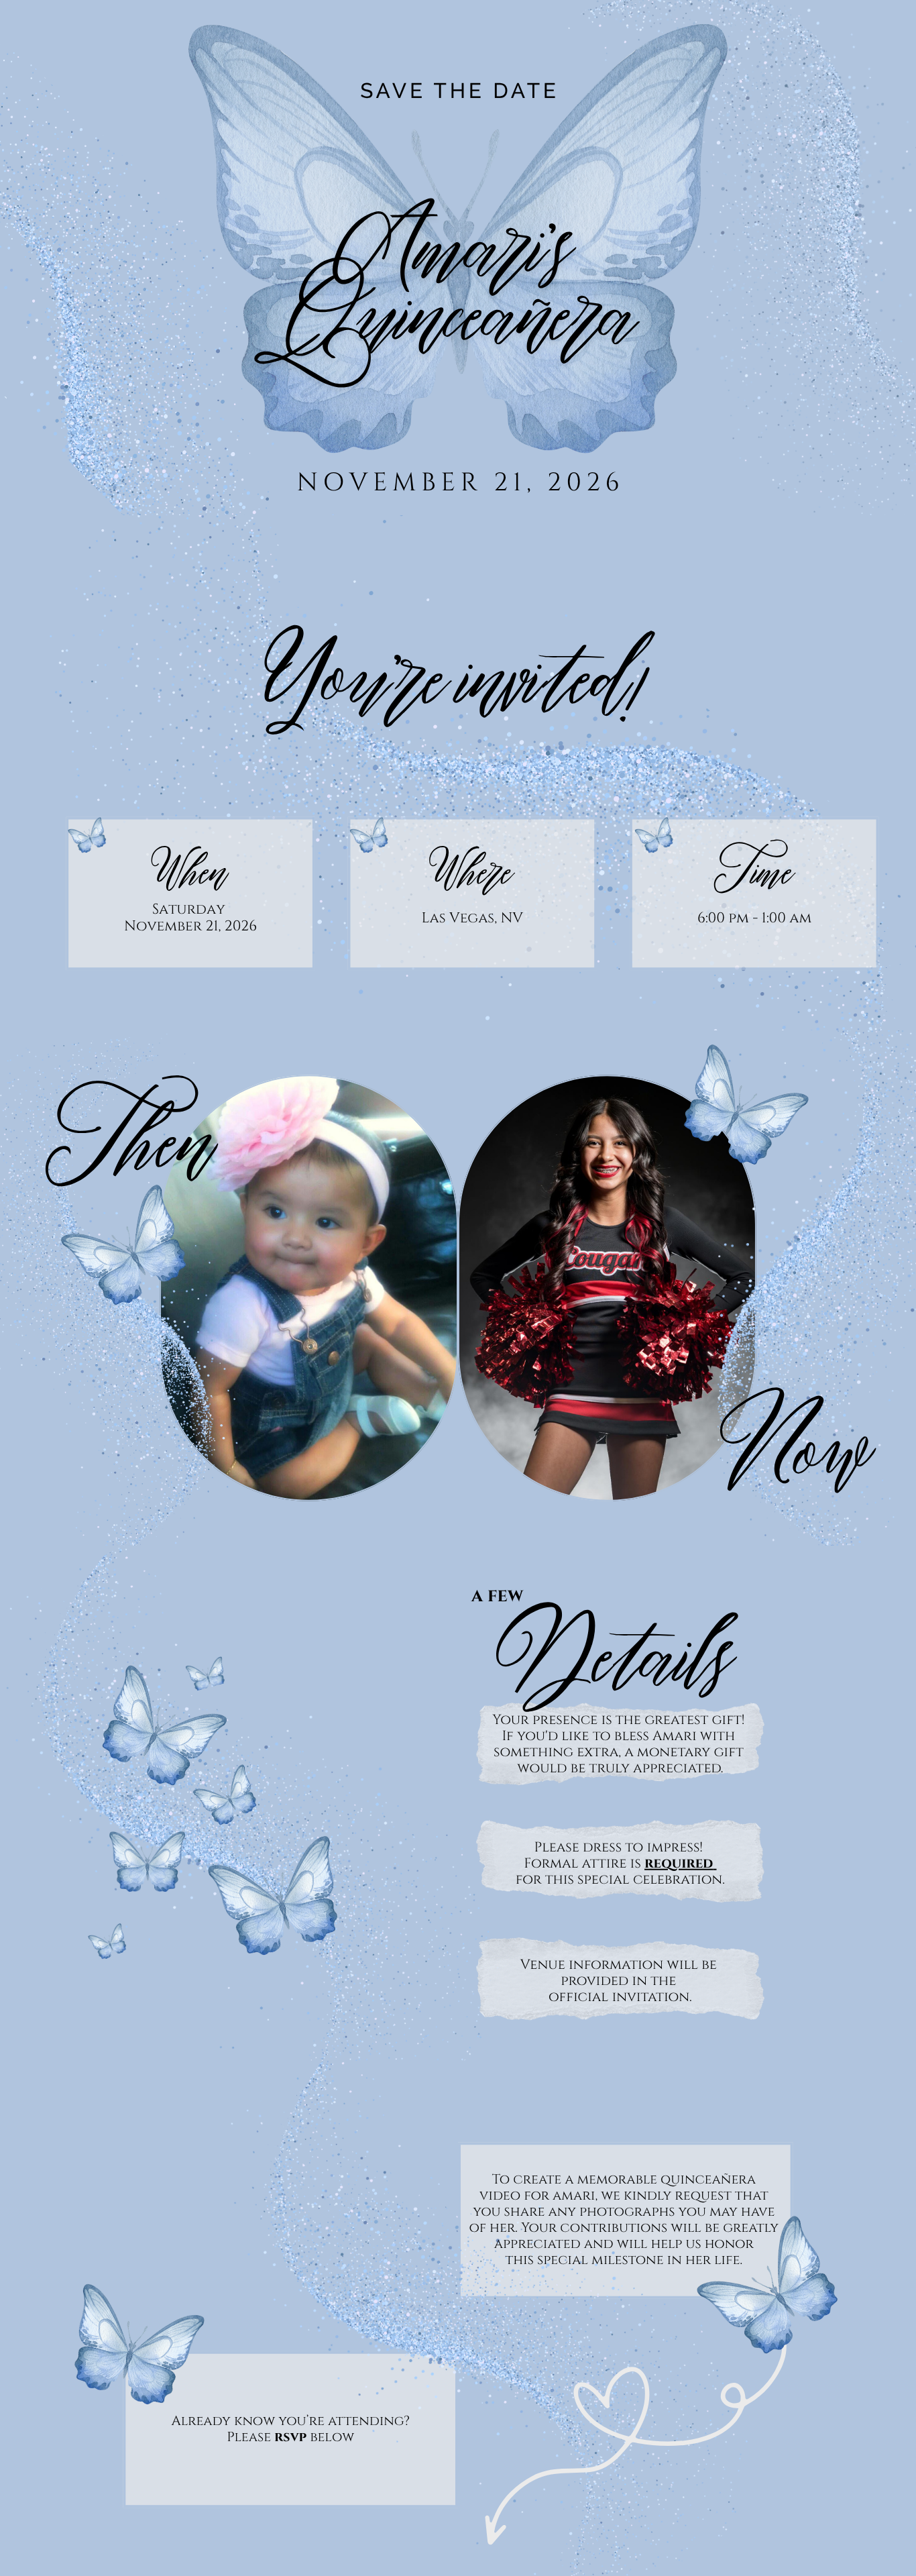 SAVE THE DATE
Amari's
Quinceañera
NOVEMBER 21, 2026
You're invited!
When
SATURDAY
NOVEMBER 21, 2026
Where
LAS VEGAS, NV
Time
6:00 PM - 1:00 AM
Then
Cougar
Now
A FEW
Details
YOUR PRESENCE IS THE GREATEST GIFT!
IF YOU'D LIKE TO BLESS AMARI WITH
SOMETHING EXTRA, A MONETARY GIFT
WOULD BE TRULY APPRECIATED.
PLEASE DRESS TO IMPRESS!
FORMAL ATTIRE IS REQUIRED
FOR THIS SPECIAL CELEBRATION.
VENUE INFORMATION WILL BE
PROVIDED IN THE
OFFICIAL INVITATION.
TO CREATE A MEMORABLE QUINCEAÑERA
VIDEO FOR AMARI, WE KINDLY REQUEST THAT
YOU SHARE ANY PHOTOGRAPHS YOU MAY HAVE
OF HER. YOUR CONTRIBUTIONS WILL BE GREATLY
APPRECIATED AND WILL HELP US HONOR
THIS SPECIAL MILESTONE IN HER LIFE.
ALREADY KNOW YOU'RE ATTENDING?
PLEASE RSVP BELOW